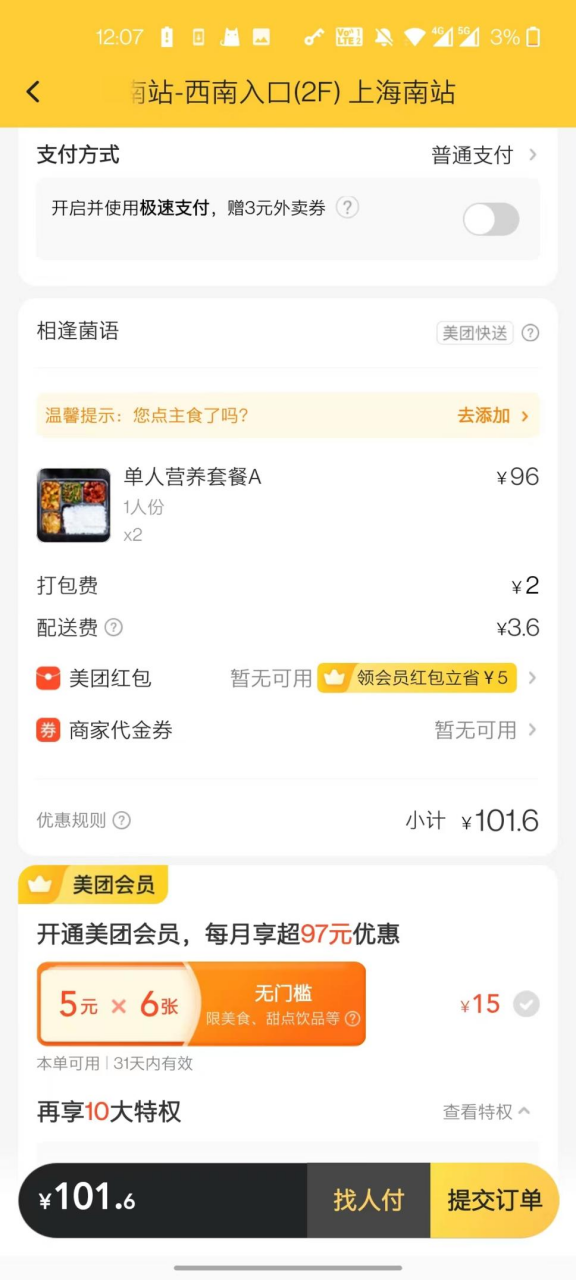 12:07 Vo1 LTE2 4G 5G 3%
南站-西南入口(2F) 上海南站
支付方式 普通支付
开启并使用极速支付，赠3元外卖券 ?
相逢菌语 美团快送 ?
温馨提示：您点主食了吗? 去添加
单人营养套餐A ¥96
1人份
x2
打包费 ¥2
配送费 ? ¥3.6
美团红包 暂无可用 领会员红包立省¥5
券 商家代金券 暂无可用
优惠规则 ? 小计 ¥101.6
美团会员
开通美团会员，每月享超97元优惠
5元 × 6张 无门槛
限美食、甜点饮品等 ?
¥15
本单可用 | 31天内有效
再享10大特权 查看特权
¥101.6 找人付 提交订单